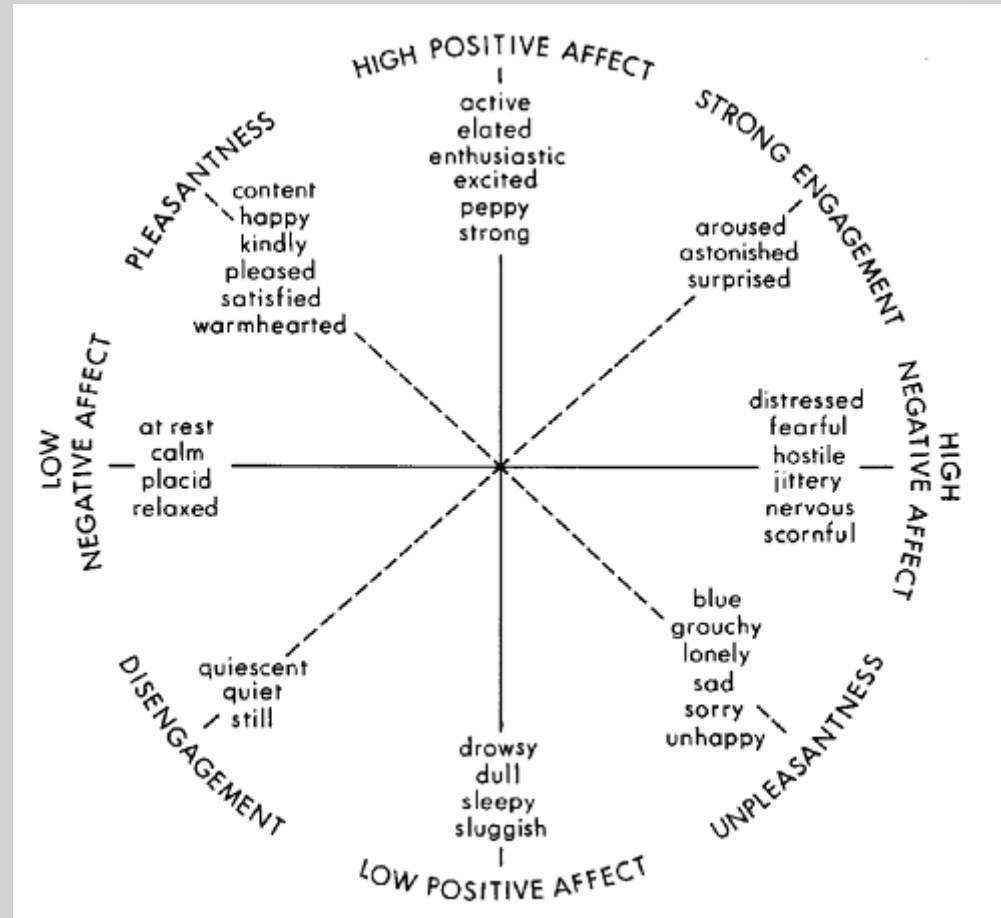 HIGH POSITIVE AFFECT
active
elated
enthusiastic
excited
peppy
strong
STRONG ENGAGEMENT
aroused
astonished
surprised
HIGH
NEGATIVE AFFECT
distressed
fearful
hostile
jittery
nervous
scornful
UNPLEASANTNESS
blue
grouchy
lonely
sad
sorry
unhappy
LOW POSITIVE AFFECT
drowsy
dull
sleepy
sluggish
DISENGAGEMENT
quiescent
quiet
still
LOW
NEGATIVE AFFECT
at rest
calm
placid
relaxed
PLEASANTNESS
content
happy
kindly
pleased
satisfied
warmhearted